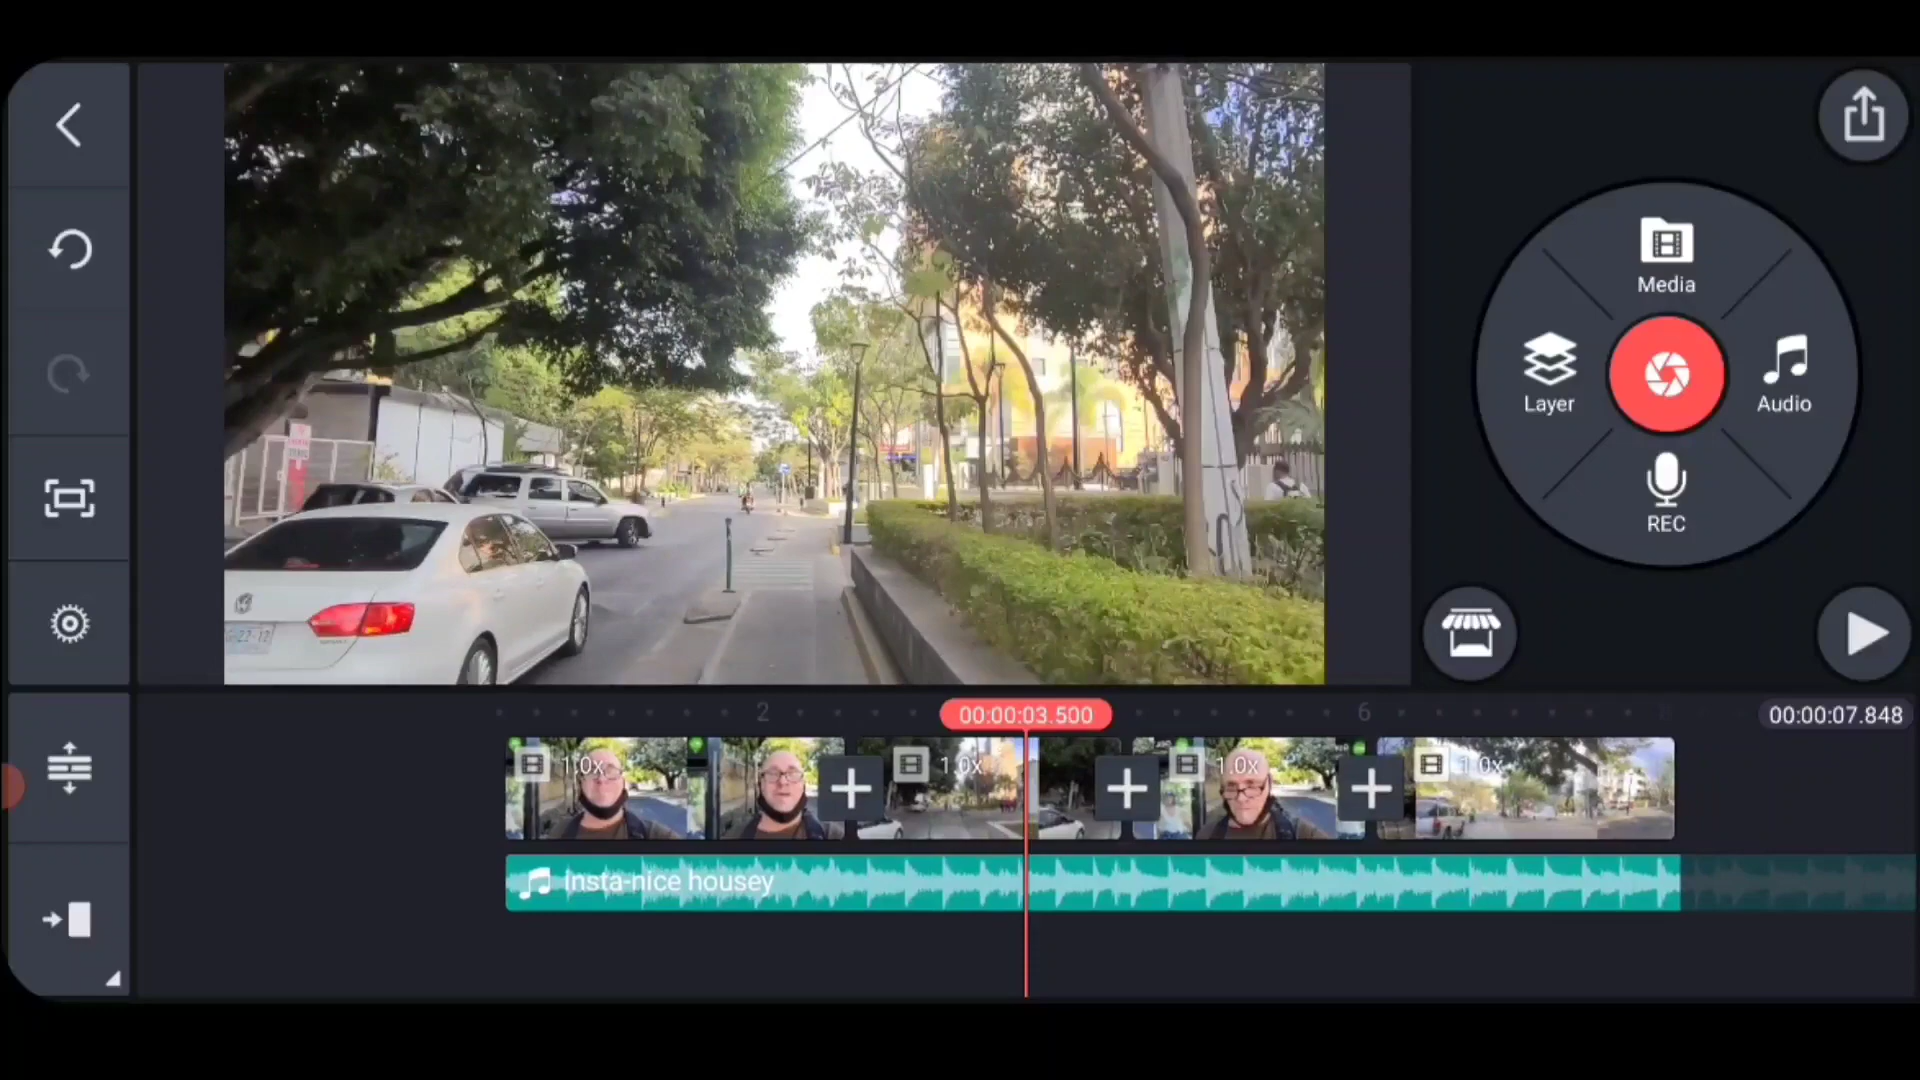 Media
Layer
Audio
REC
2
00:00:03.500
6
00:00:07.848
1.0x
1.0x
1.0x
1.0x
Insta-nice housey